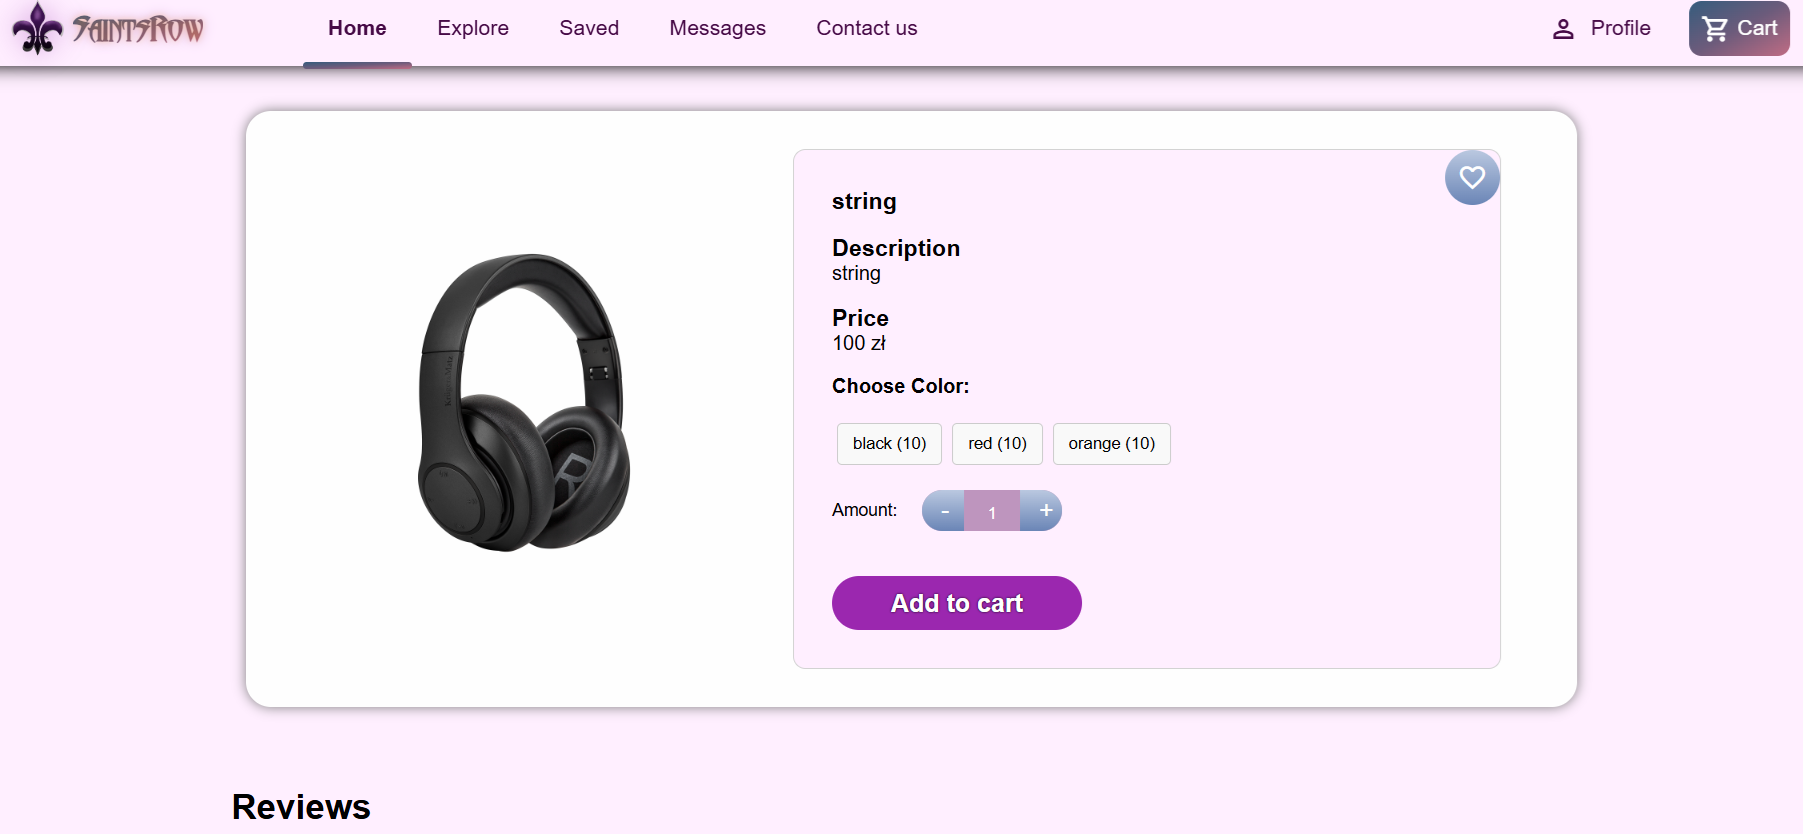 SAINTSROW
Home
Explore
Saved
Messages
Contact us
Profile
Cart
string
Description
string
Price
100 zł
Choose Color:
black (10)
red (10)
orange (10)
Amount:
-
1
+
Add to cart
R
Reviews